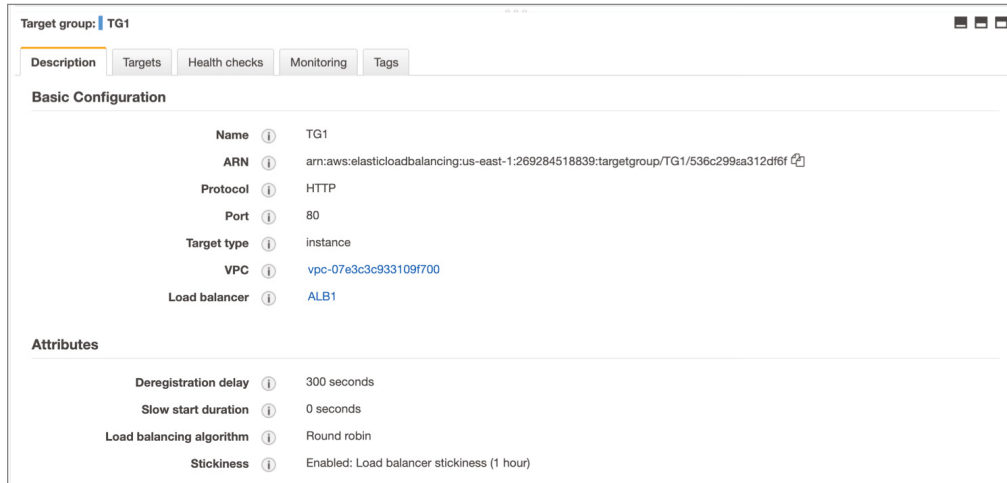 Target group: TG1
Description Targets Health checks Monitoring Tags
Basic Configuration
Name i TG1
ARN i arn:aws:elasticloadbalancing:us-east-1:269284518839:targetgroup/TG1/536c299aa312df6f
Protocol i HTTP
Port i 80
Target type i instance
VPC i vpc-07e3c3c933109f700
Load balancer i ALB1
Attributes
Deregistration delay i 300 seconds
Slow start duration i 0 seconds
Load balancing algorithm i Round robin
Stickiness i Enabled: Load balancer stickiness (1 hour)